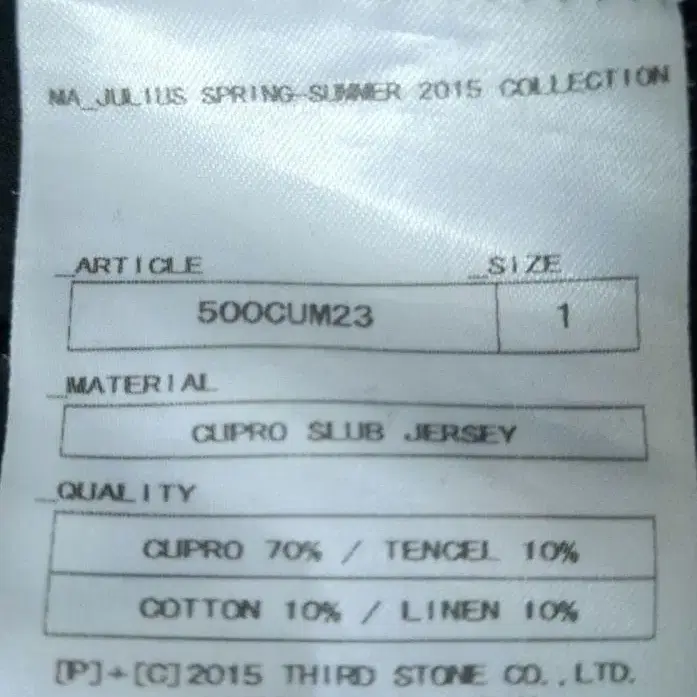 MA_JULIUS SPRING-SUMMER 2015 COLLECTION
_ARTICLE _SIZE
500CUM23 1
_MATERIAL
CUPRO SLUB JERSEY
_QUALITY
CUPRO 70% / TENCEL 10%
COTTON 10% / LINEN 10%
[P]+[C]2015 THIRD STONE CO.,LTD.